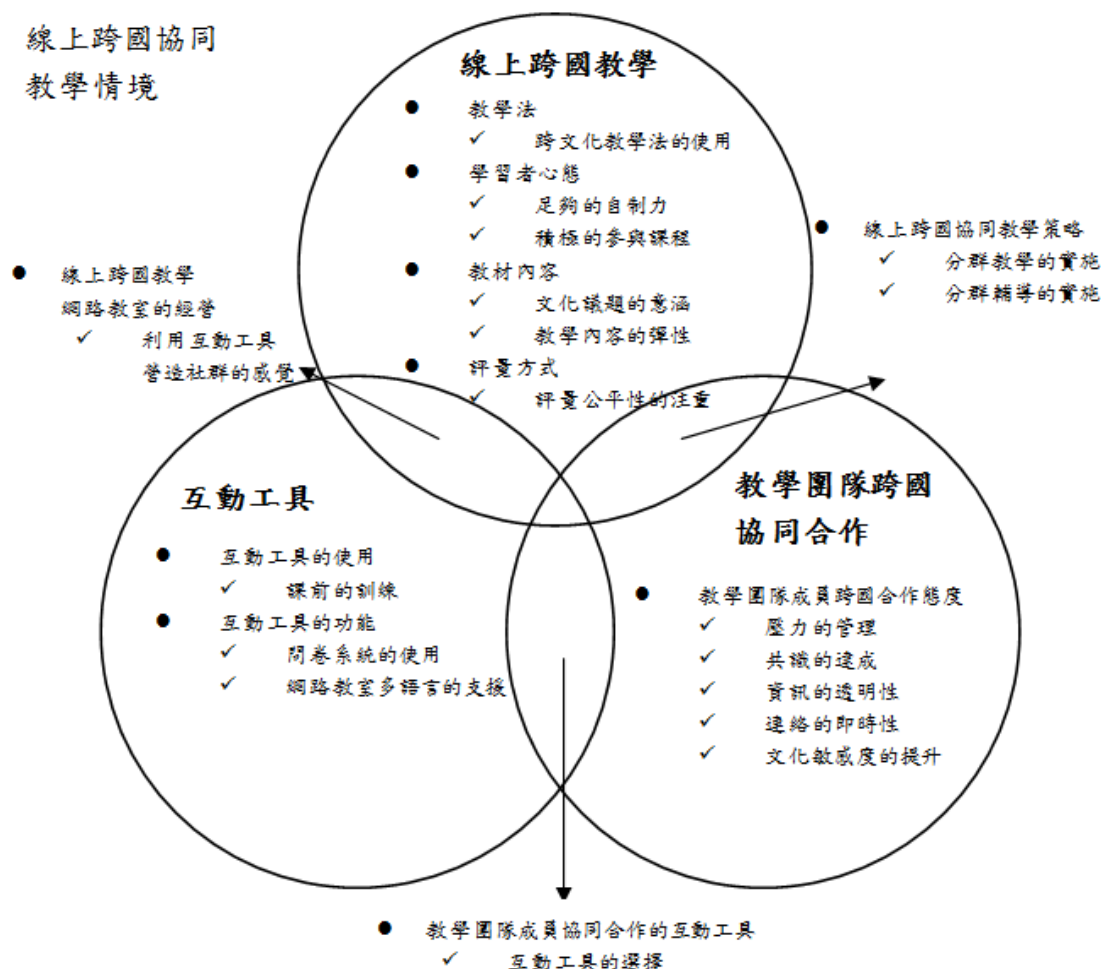 線上跨國協同
教學情境
線上跨國教學
● 教學法
✓ 跨文化教學法的使用
● 學習者心態
✓ 足夠的自制力
✓ 積極的參與課程
● 教材內容
✓ 文化議題的意涵
✓ 教學內容的彈性
● 評量方式
✓ 評量公平性的注重
● 線上跨國教學
網路教室的經營
✓ 利用互動工具
營造社群的感覺
● 線上跨國協同教學策略
✓ 分群教學的實施
✓ 分群輔導的實施
互動工具
● 互動工具的使用
✓ 課前的訓練
● 互動工具的功能
✓ 問卷系統的使用
✓ 網路教室多語言的支援
教學團隊跨國
協同合作
● 教學團隊成員跨國合作態度
✓ 壓力的管理
✓ 共識的達成
✓ 資訊的透明性
✓ 連絡的即時性
✓ 文化敏感度的提升
● 教學團隊成員協同合作的互動工具
✓ 互動工具的選擇